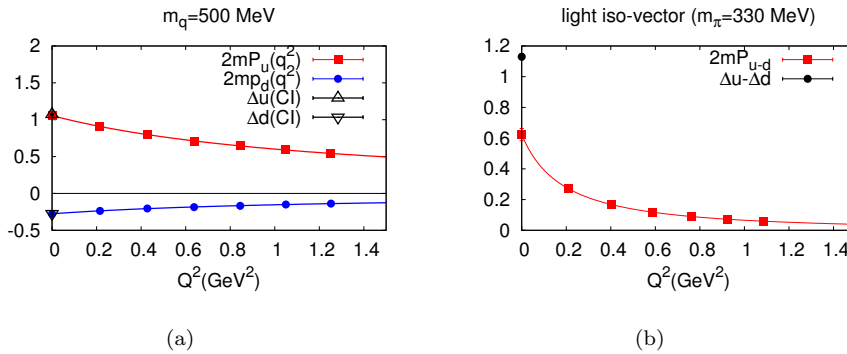 m_q=500 MeV
2mP_u(q^2)
2mp_d(q^2)
Δu(CI)
Δd(CI)
2
1.5
1
0.5
0
-0.5
0 0.2 0.4 0.6 0.8 1 1.2 1.4
Q^2(GeV^2)
(a)
light iso-vector (m_π=330 MeV)
2mP_{u-d}
Δu-Δd
1.2
1
0.8
0.6
0.4
0.2
0
0 0.2 0.4 0.6 0.8 1 1.2 1.4
Q^2(GeV^2)
(b)